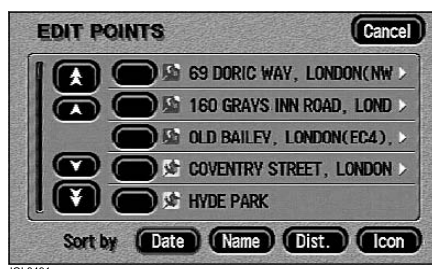 EDIT POINTS
Cancel
69 DORIC WAY, LONDON(NW
160 GRAYS INN ROAD, LOND
OLD BAILEY, LONDON(EC4),
COVENTRY STREET, LONDON
HYDE PARK
Sort by Date Name Dist. Icon